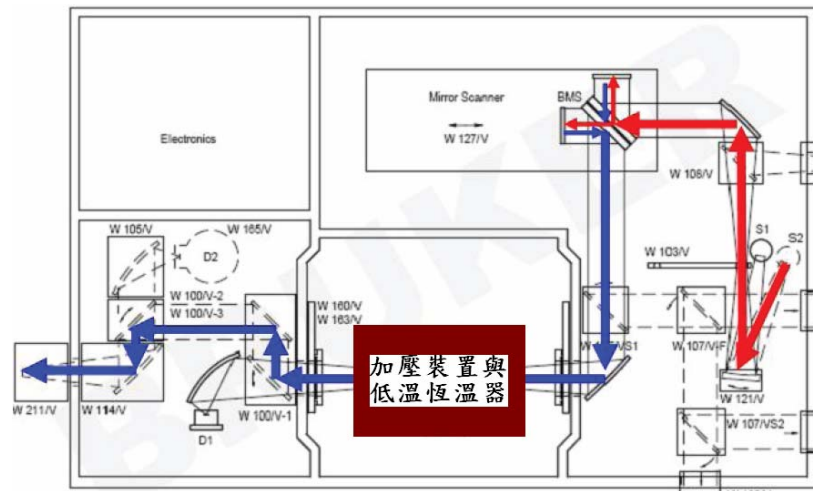 Mirror Scanner
W 127/V
BMS
Electronics
W 106/V
S1
S2
W 103/V
W 105/V
W 165/V
D2
W 100/V-2
W 100/V-3
W 160/V
W 163/V
加壓裝置與
低溫恆溫器
W 107/V-F
W 121/V
W 211/V
W 114/V
W 100/V-1
D1
W 107/VS2
BRUKER